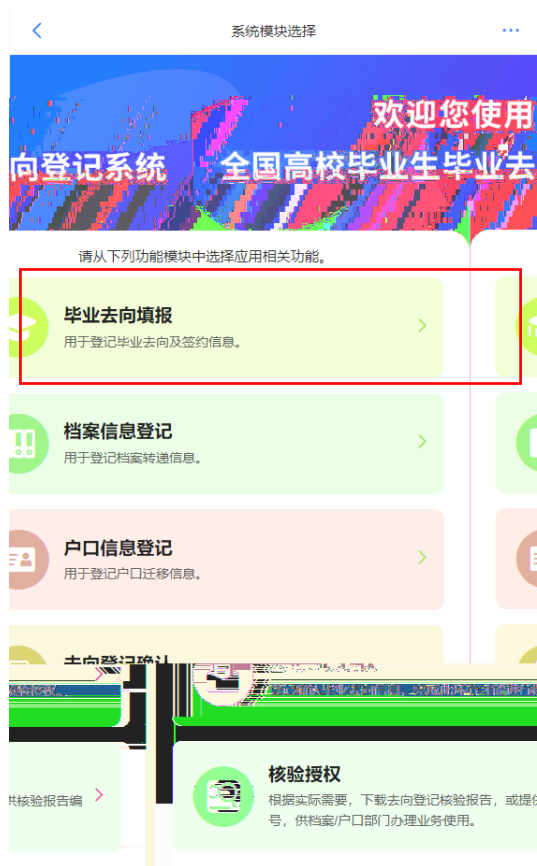 系统模块选择
欢迎您使用
向登记系统 全国高校毕业生毕业去
请从下列功能模块中选择应用相关功能。
毕业去向填报
用于登记毕业去向及签约信息。
档案信息登记
用于登记档案转递信息。
户口信息登记
用于登记户口迁移信息。
去向登记确认
核验授权
供核验报告编
根据实际需要，下载去向登记核验报告，或提供
号，供档案/户口部门办理业务使用。